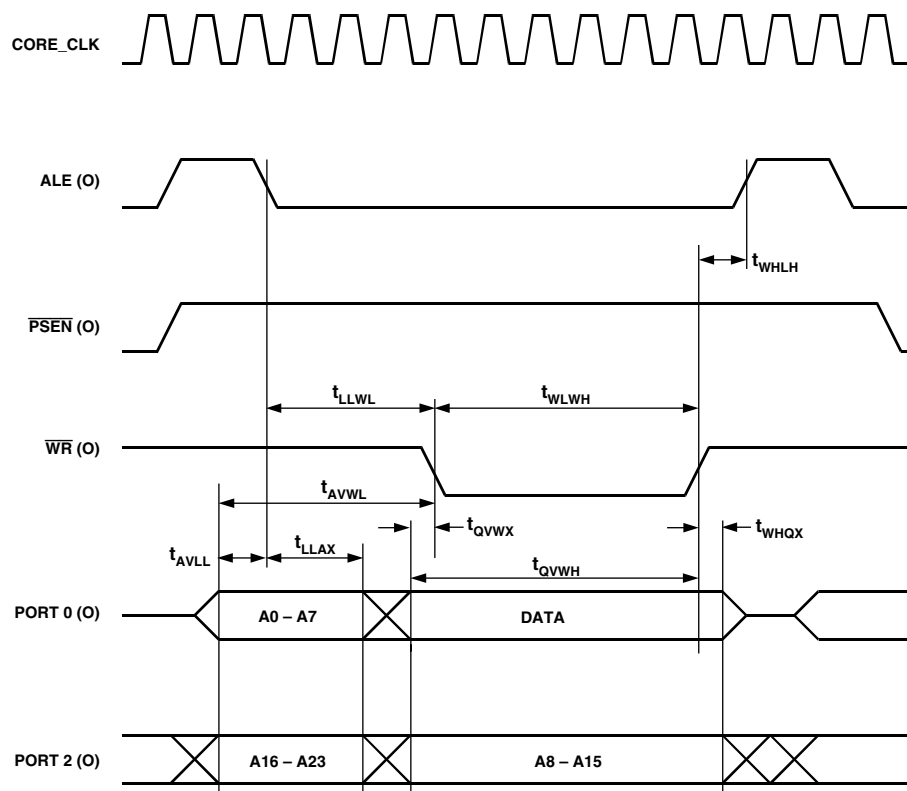 CORE_CLK
ALE (O)
tWHLH
PSEN (O)
tLLWL
tWLWH
WR (O)
tAVWL
tQVWX
tWHQX
tAVLL
tLLAX
tQVWH
PORT 0 (O)
A0 – A7
DATA
PORT 2 (O)
A16 – A23
A8 – A15